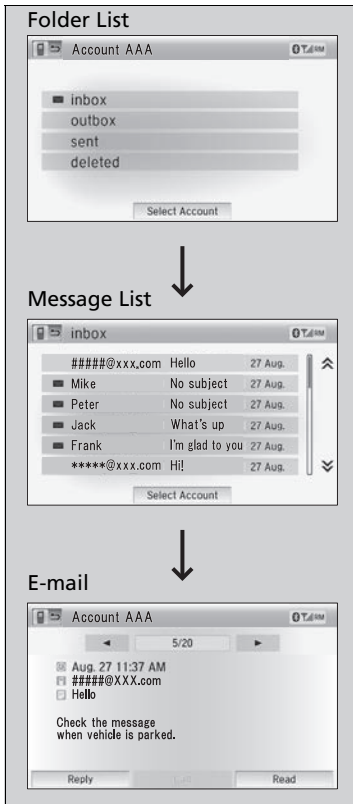 Folder List
Account AAA
inbox
outbox
sent
deleted
Select Account
Message List
inbox
#####@xxx.com Hello 27 Aug.
Mike No subject 27 Aug.
Peter No subject 27 Aug.
Jack What's up 27 Aug.
Frank I'm glad to you 27 Aug.
*****@xxx.com Hi! 27 Aug.
Select Account
E-mail
Account AAA
5/20
Aug. 27 11:37 AM
#####@XXX.com
Hello
Check the message
when vehicle is parked.
Reply Call Read